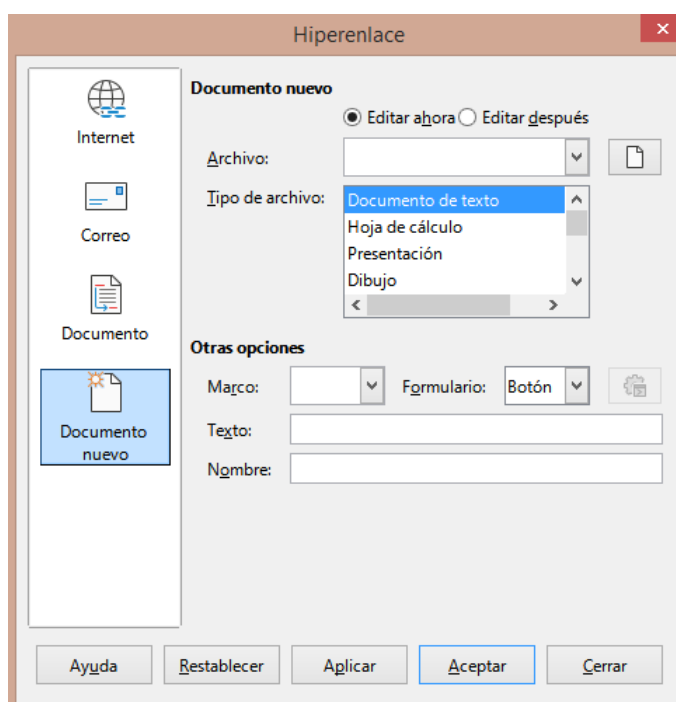 Hiperenlace
Internet
Correo
Documento
Documento
nuevo
Documento nuevo
Editar ahora Editar después
Archivo:
Tipo de archivo:
Documento de texto
Hoja de cálculo
Presentación
Dibujo
Otras opciones
Marco: Formulario: Botón
Texto:
Nombre:
Ayuda Restablecer Aplicar Aceptar Cerrar